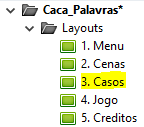 Caca_Palavras*
Layouts
1. Menu
2. Cenas
3. Casos
4. Jogo
5. Creditos